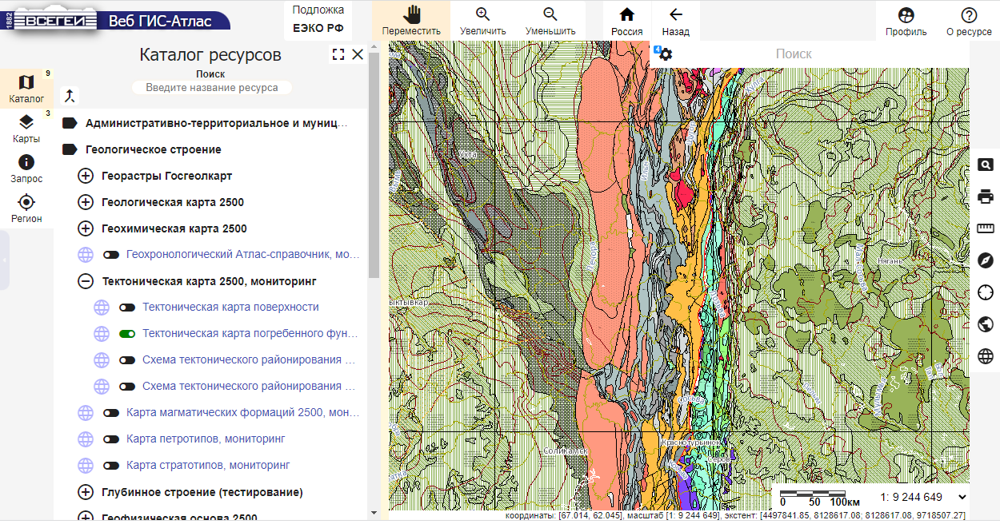 1882 ВСЕГЕИ Веб ГИС-Атлас
Подложка
ЕЭКО РФ
Переместить
Увеличить
Уменьшить
Россия
Назад
Профиль
О ресурсе
Каталог ресурсов
Поиск
Введите название ресурса
9
Каталог
3
Карты
Запрос
Регион
Административно-территориальное и муниц...
Геологическое строение
Георастры Госгеолкарт
Геологическая карта 2500
Геохимическая карта 2500
Геохронологический Атлас-справочник, мо...
Тектоническая карта 2500, мониторинг
Тектоническая карта поверхности
Тектоническая карта погребенного фун...
Схема тектонического районирования ...
Схема тектонического районирования ...
Карта магматических формаций 2500, мон...
Карта петротипов, мониторинг
Карта стратотипов, мониторинг
Глубинное строение (тестирование)
Геофизическая основа 2500
4
Поиск
Ухта
Нягань
ыктывкар
Печора
Соликамск
Краснотурьинск
Серов
0 50 100км
1: 9 244 649
координаты: [67.014, 62.045], масштаб [1: 9 244 649], экстент: [4497841.85, 8128617.08; 8128617.08, 9718507.27]